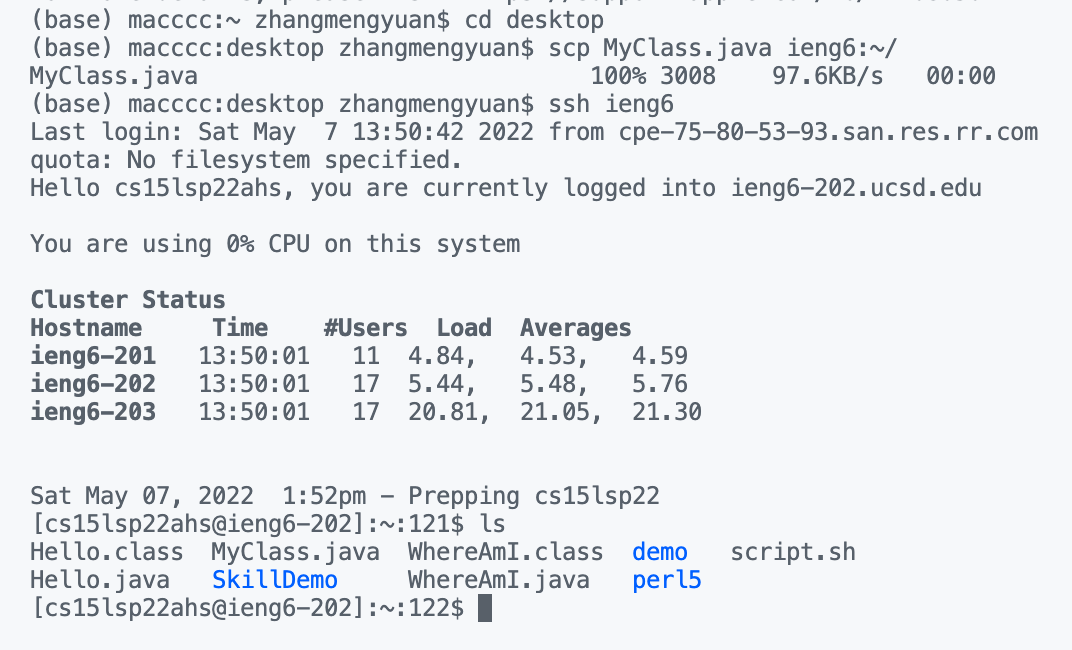 (base) macccc:~ zhangmengyuan$ cd desktop
(base) macccc:desktop zhangmengyuan$ scp MyClass.java ieng6:~/
MyClass.java                                        100% 3008    97.6KB/s   00:00
(base) macccc:desktop zhangmengyuan$ ssh ieng6
Last login: Sat May  7 13:50:42 2022 from cpe-75-80-53-93.san.res.rr.com
quota: No filesystem specified.
Hello cs15lsp22ahs, you are currently logged into ieng6-202.ucsd.edu
You are using 0% CPU on this system
Cluster Status
Hostname     Time    #Users  Load  Averages
ieng6-201   13:50:01   11  4.84,   4.53,   4.59
ieng6-202   13:50:01   17  5.44,   5.48,   5.76
ieng6-203   13:50:01   17  20.81,  21.05,  21.30
Sat May 07, 2022  1:52pm - Prepping cs15lsp22
[cs15lsp22ahs@ieng6-202]:~:121$ ls
Hello.class  MyClass.java  WhereAmI.class  demo   script.sh
Hello.java   SkillDemo     WhereAmI.java   perl5
[cs15lsp22ahs@ieng6-202]:~:122$